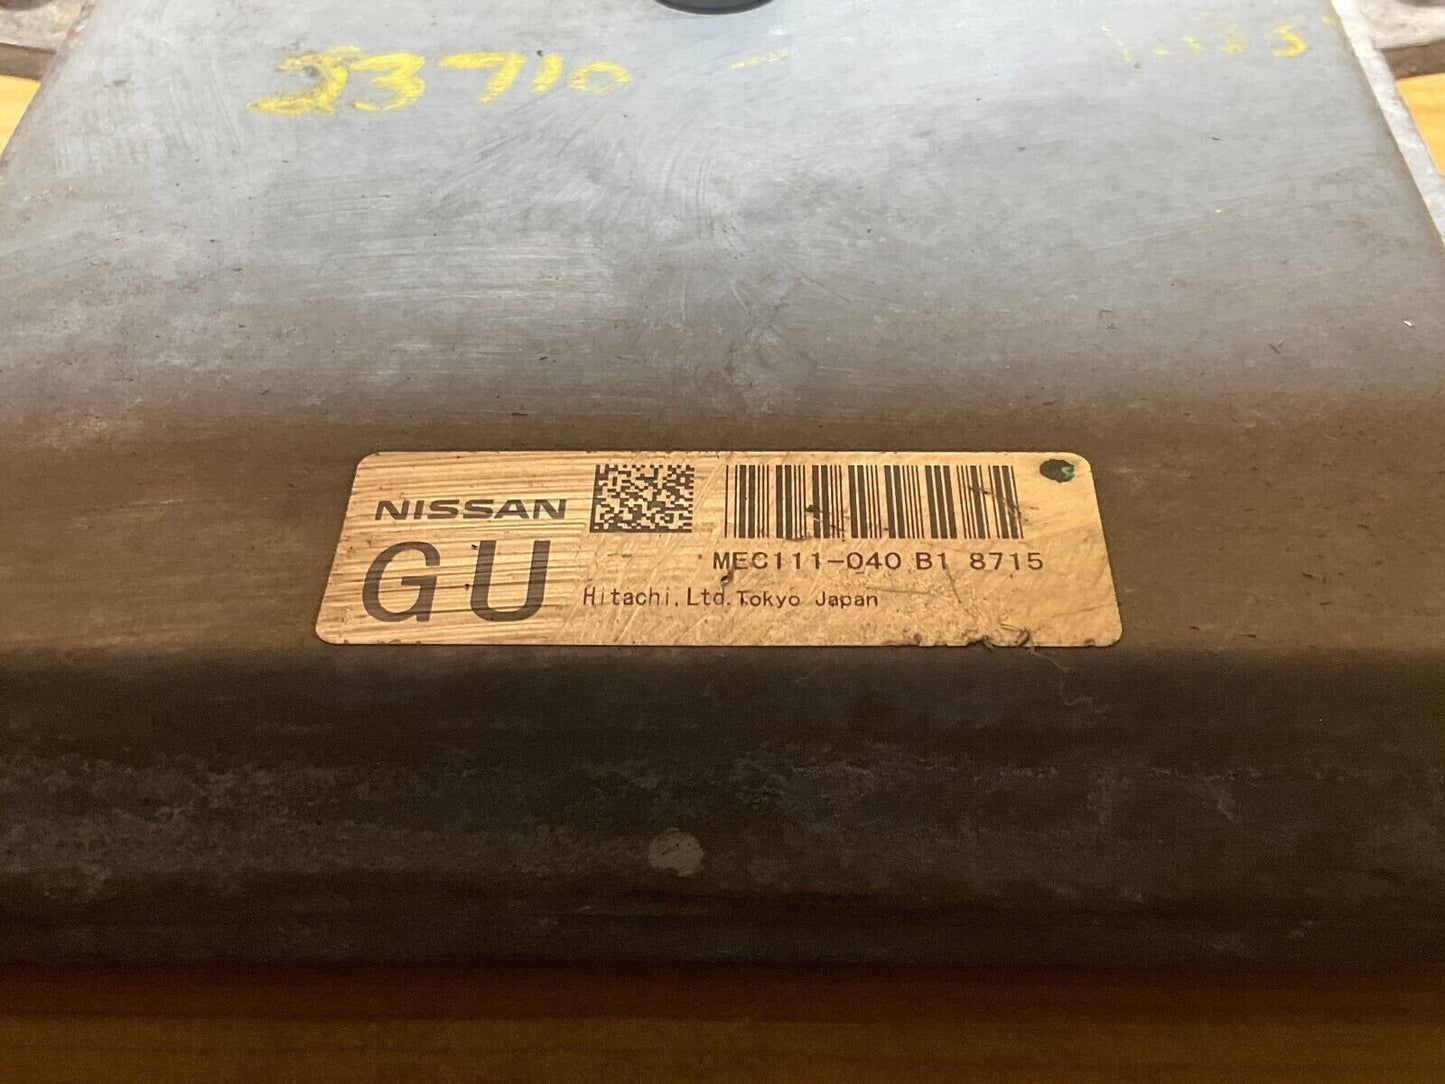 23710
NISSAN
GU
MEC111-040 B1 8715
Hitachi,Ltd.Tokyo Japan